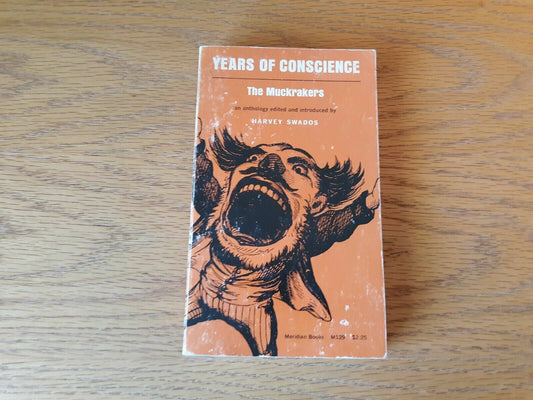 YEARS OF CONSCIENCE
The Muckrakers
an anthology edited and introduced by
HARVEY SWADOS
Meridian Books M129 $2.25